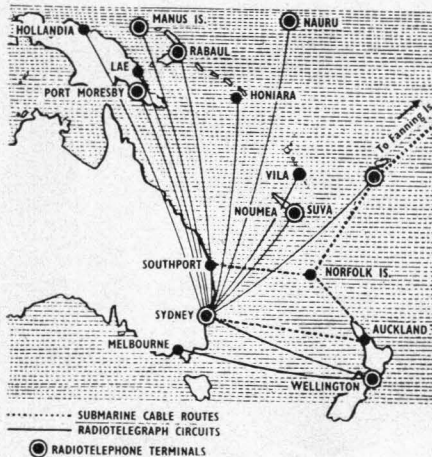 MANUS IS.
HOLLANDIA
NAURU
RABAUL
LAE
PORT MORESBY
HONIARA
To Fanning Is.
VILA
NOUMEA
SUVA
SOUTHPORT
NORFOLK IS.
SYDNEY
AUCKLAND
MELBOURNE
WELLINGTON
SUBMARINE CABLE ROUTES
RADIOTELEGRAPH CIRCUITS
RADIOTELEPHONE TERMINALS